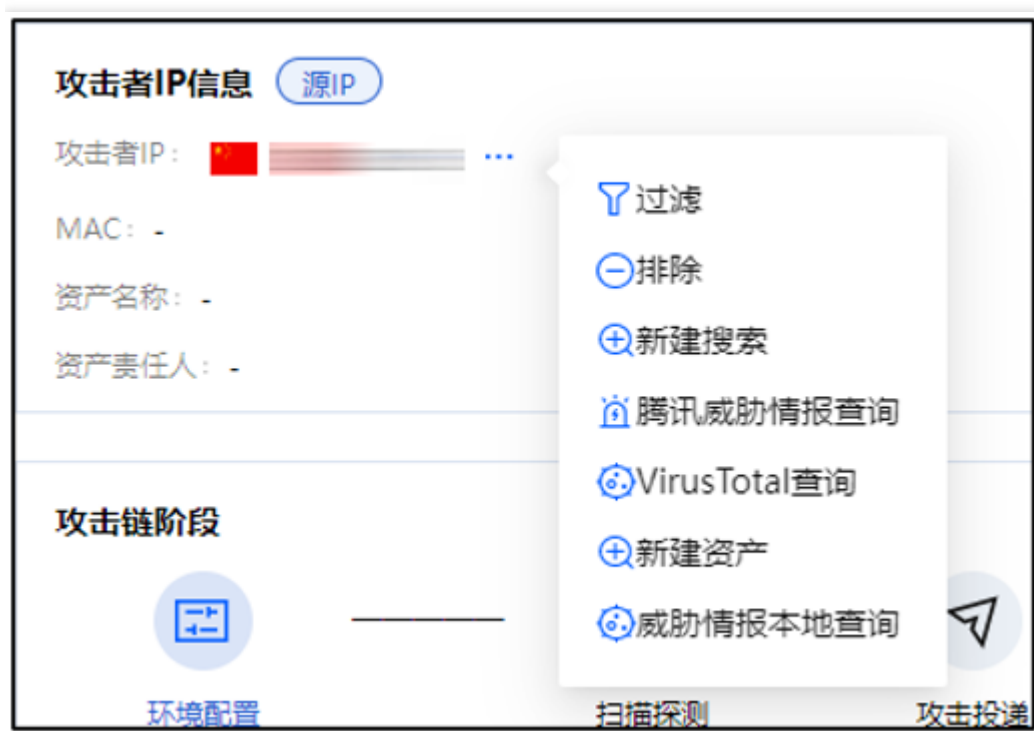 攻击者IP信息 源IP
攻击者IP： ...
MAC： -
资产名称： -
资产责任人： -
过滤
排除
新建搜索
腾讯威胁情报查询
VirusTotal查询
新建资产
威胁情报本地查询
攻击链阶段
环境配置 扫描探测 攻击投递